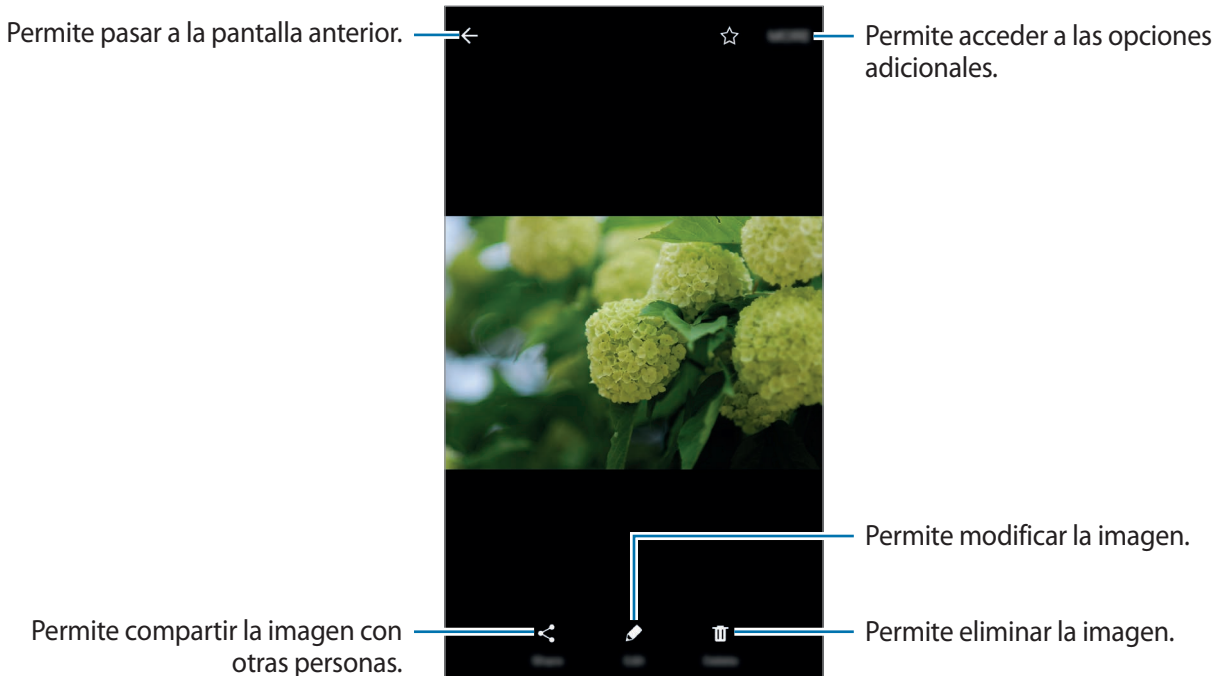 Permite pasar a la pantalla anterior.
Permite acceder a las opciones
adicionales.
Permite modificar la imagen.
Permite compartir la imagen con
otras personas.
Permite eliminar la imagen.